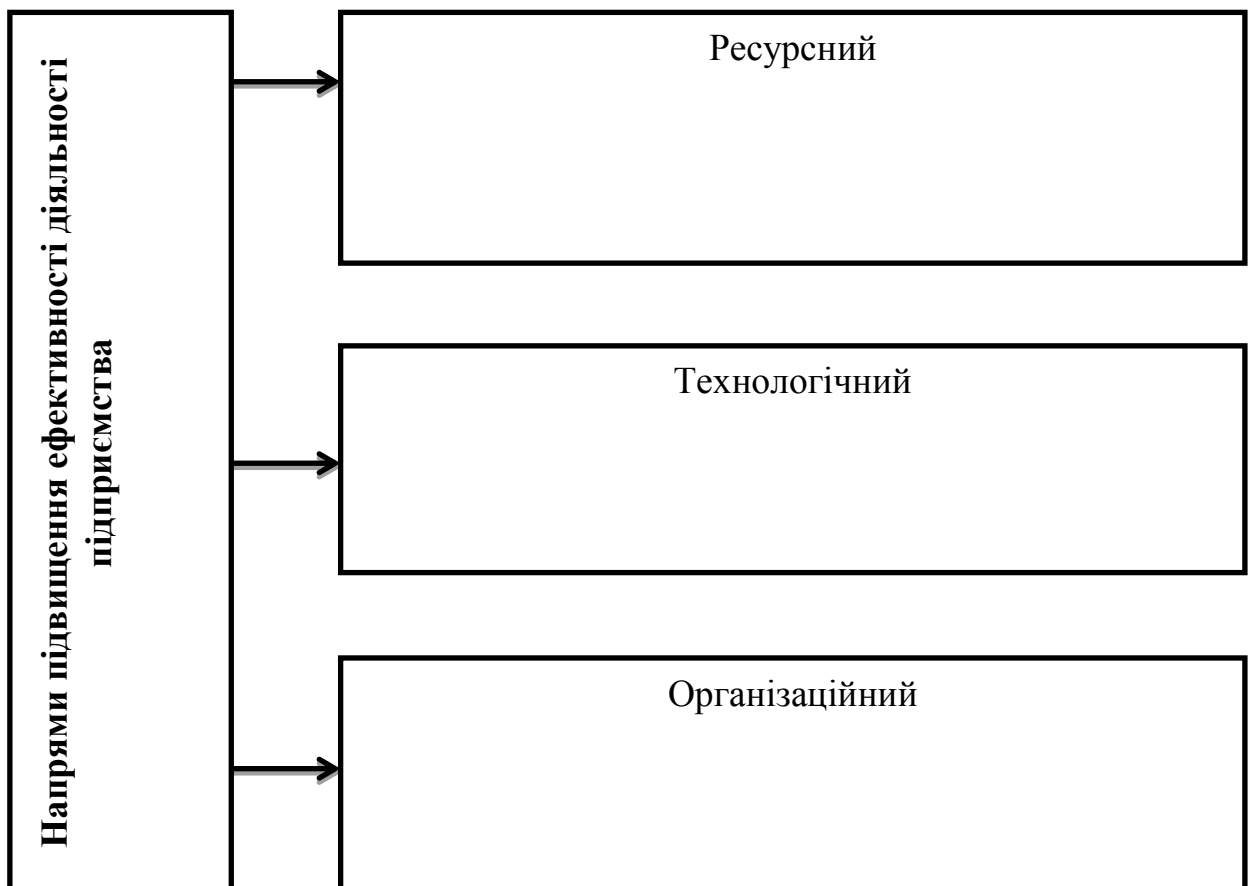 Напрями підвищення ефективності діяльності
підприємства
Ресурсний
Технологічний
Організаційний